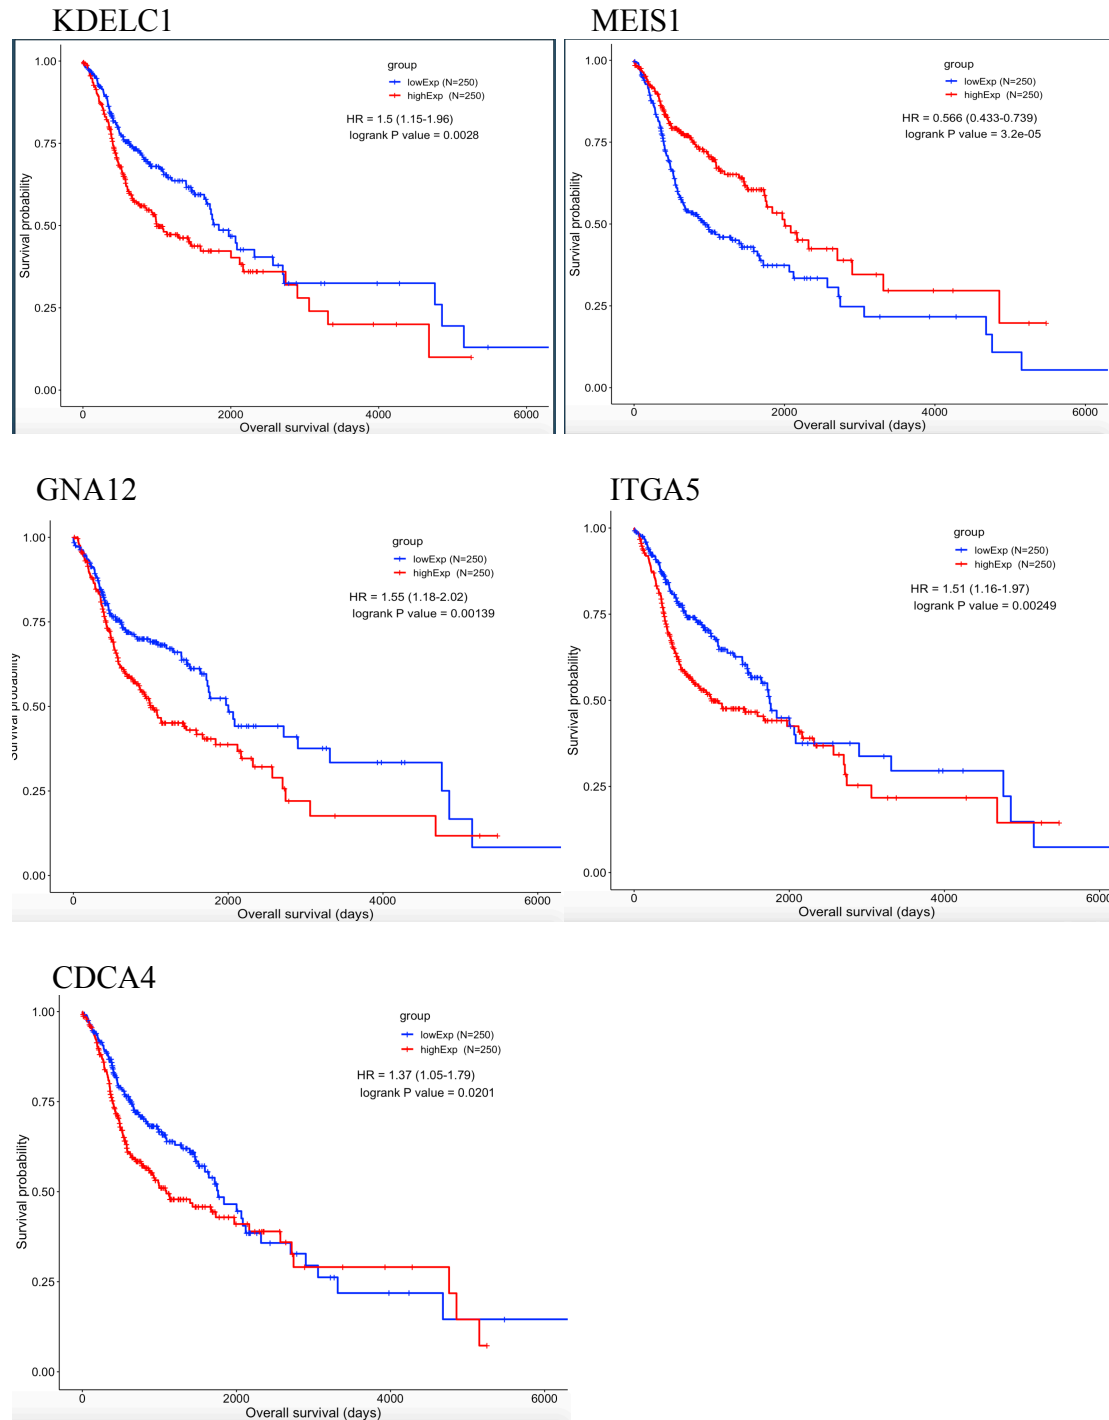 KDELC1
1.00
0.75
0.50
0.25
0.00
Survival probability
group
lowExp (N=250)
highExp (N=250)
HR = 1.5 (1.15-1.96)
logrank P value = 0.0028
0 2000 4000 6000
Overall survival (days)
MEIS1
1.00
0.75
0.50
0.25
0.00
Survival probability
group
lowExp (N=250)
highExp (N=250)
HR = 0.566 (0.433-0.739)
logrank P value = 3.2e-05
0 2000 4000 6000
Overall survival (days)
GNA12
1.00
0.75
0.50
0.25
0.00
Survival probability
group
lowExp (N=250)
highExp (N=250)
HR = 1.55 (1.18-2.02)
logrank P value = 0.00139
0 2000 4000 6000
Overall survival (days)
ITGA5
1.00
0.75
0.50
0.25
0.00
Survival probability
group
lowExp (N=250)
highExp (N=250)
HR = 1.51 (1.16-1.97)
logrank P value = 0.00249
0 2000 4000 6000
Overall survival (days)
CDCA4
1.00
0.75
0.50
0.25
0.00
Survival probability
group
lowExp (N=250)
highExp (N=250)
HR = 1.37 (1.05-1.79)
logrank P value = 0.0201
0 2000 4000 6000
Overall survival (days)